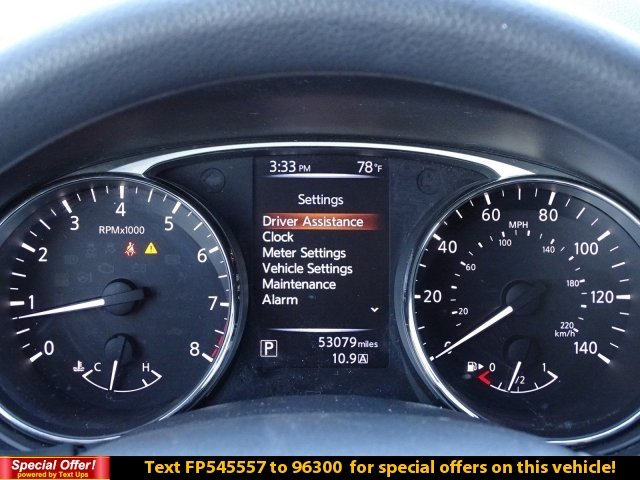 3:33 PM 78°F
Settings
Driver Assistance
Clock
Meter Settings
Vehicle Settings
Maintenance
Alarm
P 53079 miles
10.9 A
RPMx1000
0 1 2 3 4 5 6 7 8
C H
MPH
0 20 40 60 80 100 120 140
20 60 100 140 180 220
km/h
0 1/2 1
Special Offer!
powered by Text Ups
Text FP545557 to 96300 for special offers on this vehicle!